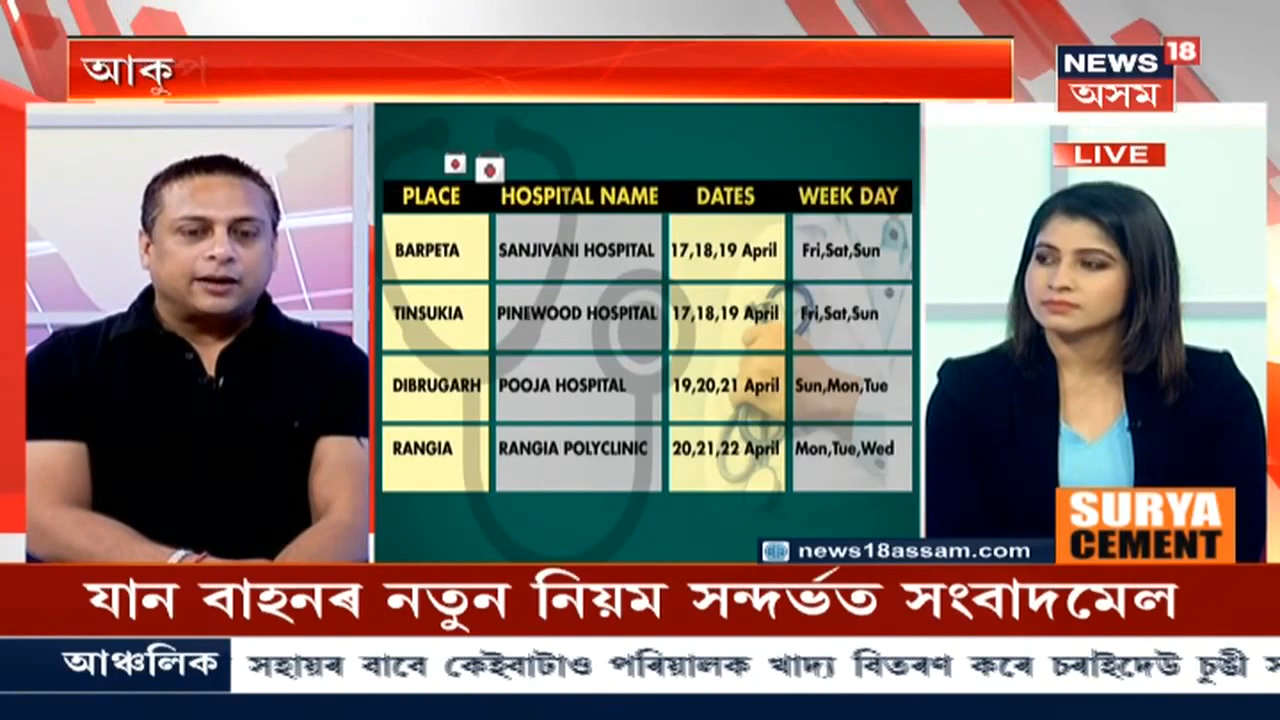 আকু
NEWS 18
অসম
LIVE
PLACE HOSPITAL NAME DATES WEEK DAY
BARPETA SANJIVANI HOSPITAL 17,18,19 April Fri,Sat,Sun
TINSUKIA PINEWOOD HOSPITAL 17,18,19 April Fri,Sat,Sun
DIBRUGARH POOJA HOSPITAL 19,20,21 April Sun,Mon,Tue
RANGIA RANGIA POLYCLINIC 20,21,22 April Mon,Tue,Wed
news18assam.com
SURYA
CEMENT
যান বাহনৰ নতুন নিয়ম সন্দৰ্ভত সংবাদমেল
আঞ্চলিক সহায়ৰ বাবে কেইবাটাও পৰিয়ালক খাদ্য বিতৰণ কৰে চৰাইদেউ চুঙী